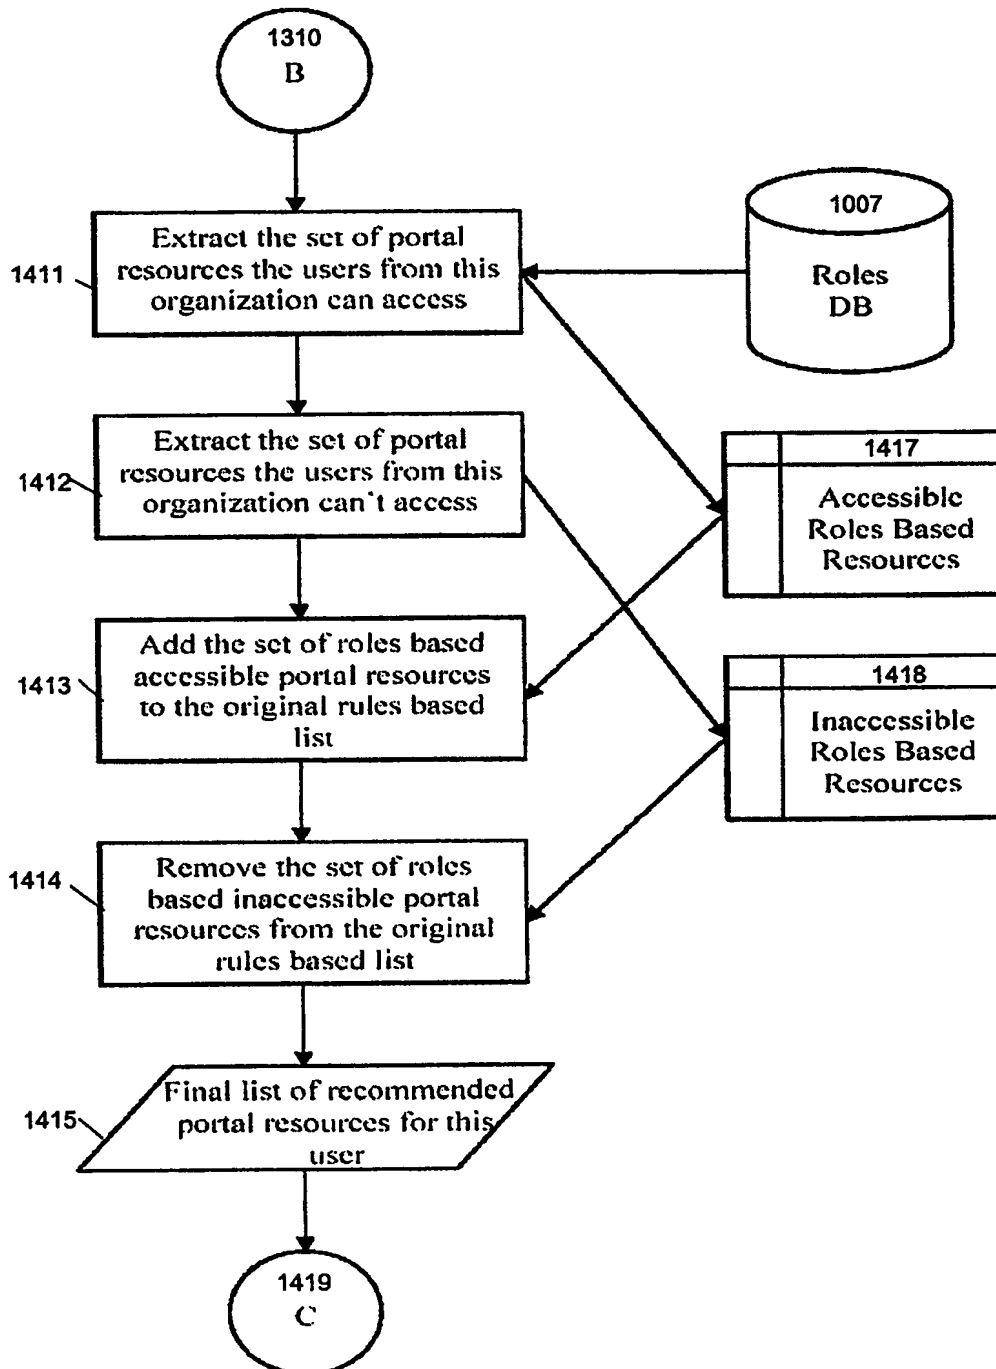 1310
B
1411
Extract the set of portal
resources the users from this
organization can access
1007
Roles
DB
1412
Extract the set of portal
resources the users from this
organization can't access
1417
Accessible
Roles Based
Resources
1413
Add the set of roles based
accessible portal resources
to the original rules based
list
1418
Inaccessible
Roles Based
Resources
1414
Remove the set of roles
based inaccessible portal
resources from the original
rules based list
1415
Final list of recommended
portal resources for this
user
1419
C